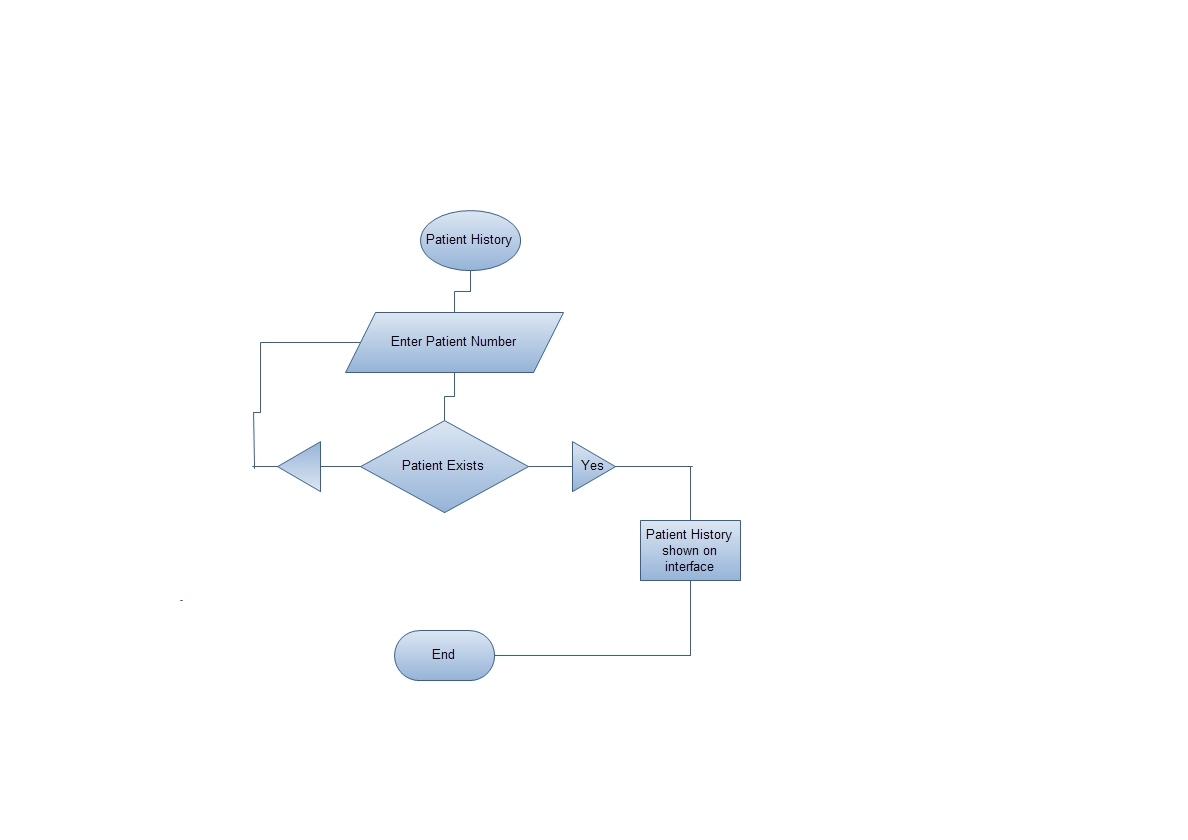 Patient History
Enter Patient Number
Patient Exists
Yes
Patient History
shown on
interface
End